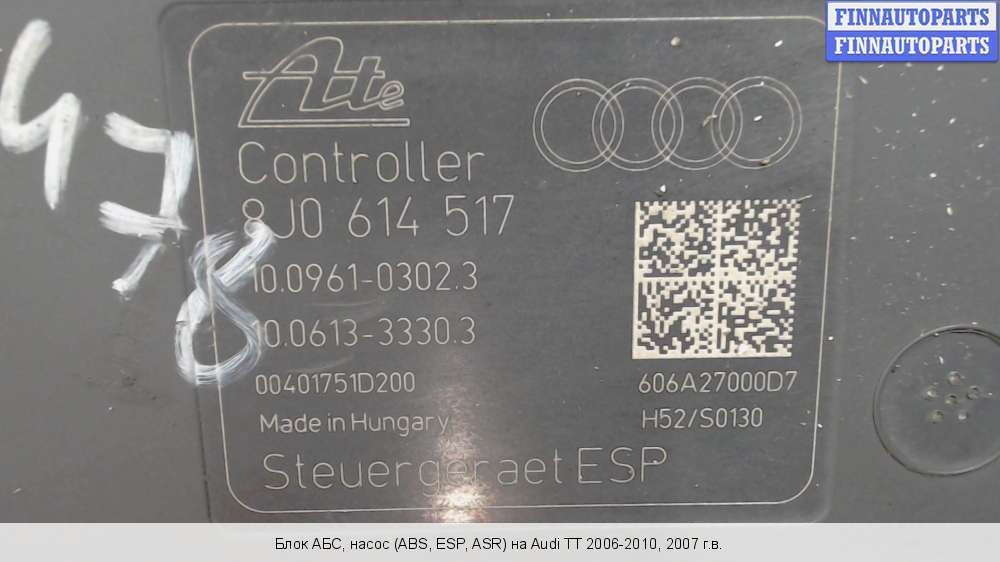 FINNAUTOPARTS
FINNAUTOPARTS
478
Ate
Controller
8J0 614 517
10.0961-0302.3
10.0613-3330.3
00401751D200
606A27000D7
Made in Hungary
H52/S0130
Steuergeraet ESP
Блок АБС, насос (ABS, ESP, ASR) на Audi TT 2006-2010, 2007 г.в.